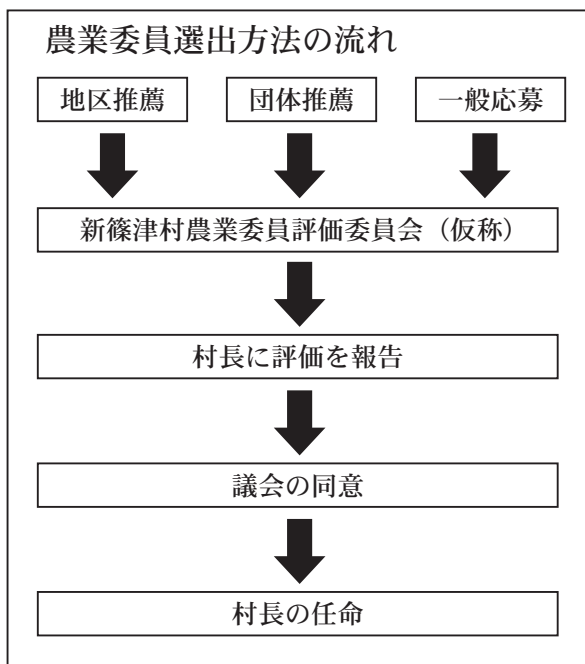 農業委員選出方法の流れ
地区推薦
団体推薦
一般応募
新篠津村農業委員評価委員会（仮称）
村長に評価を報告
議会の同意
村長の任命